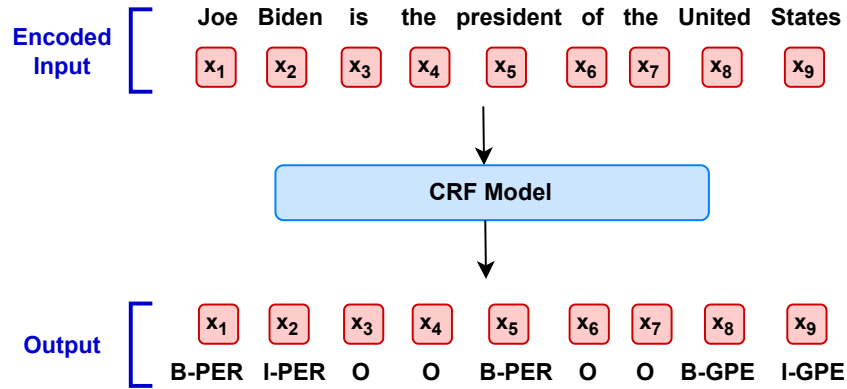 Joe Biden is the president of the United States
Encoded Input
x1 x2 x3 x4 x5 x6 x7 x8 x9
CRF Model
Output
x1 x2 x3 x4 x5 x6 x7 x8 x9
B-PER I-PER O O B-PER O O B-GPE I-GPE